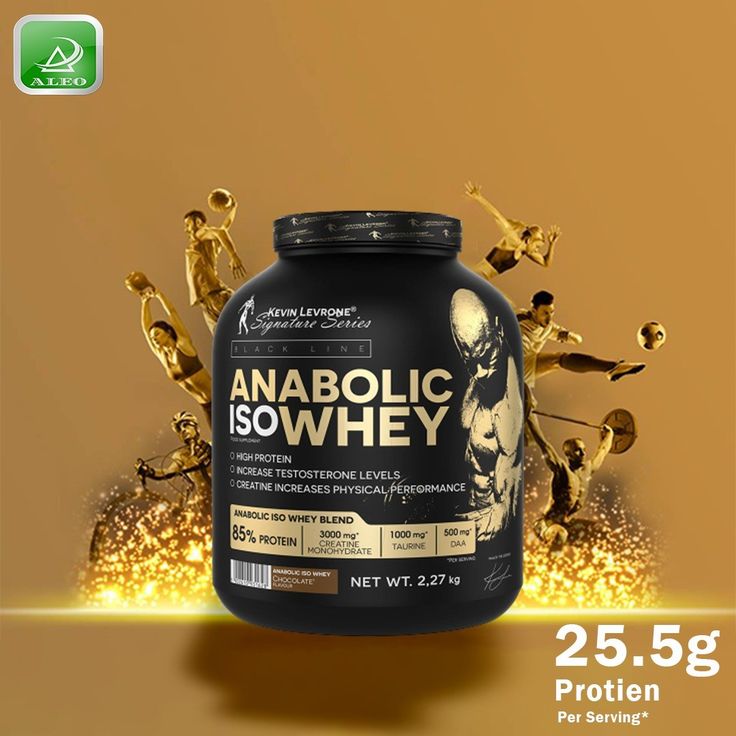 ALEO
KEVIN LEVRONE®
Signature Series
BLACK LINE
ANABOLIC
ISOWHEY
FOOD SUPPLEMENT
HIGH PROTEIN
INCREASE TESTOSTERONE LEVELS
CREATINE INCREASES PHYSICAL PERFORMANCE
ANABOLIC ISO WHEY BLEND
85% PROTEIN
3000 mg*
CREATINE
MONOHYDRATE
1000 mg*
TAURINE
500 mg*
DAA
*PER SERVING
ANABOLIC ISO WHEY
CHOCOLATE
FLAVOUR
NET WT. 2,27 kg
25.5g
Protien
Per Serving*